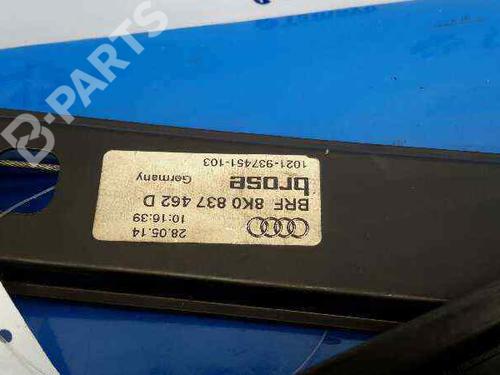 28.05.14
10:16:39
BRF 8K0 837 462 D
brose
Germany
1021-937451-103
B-PARTS